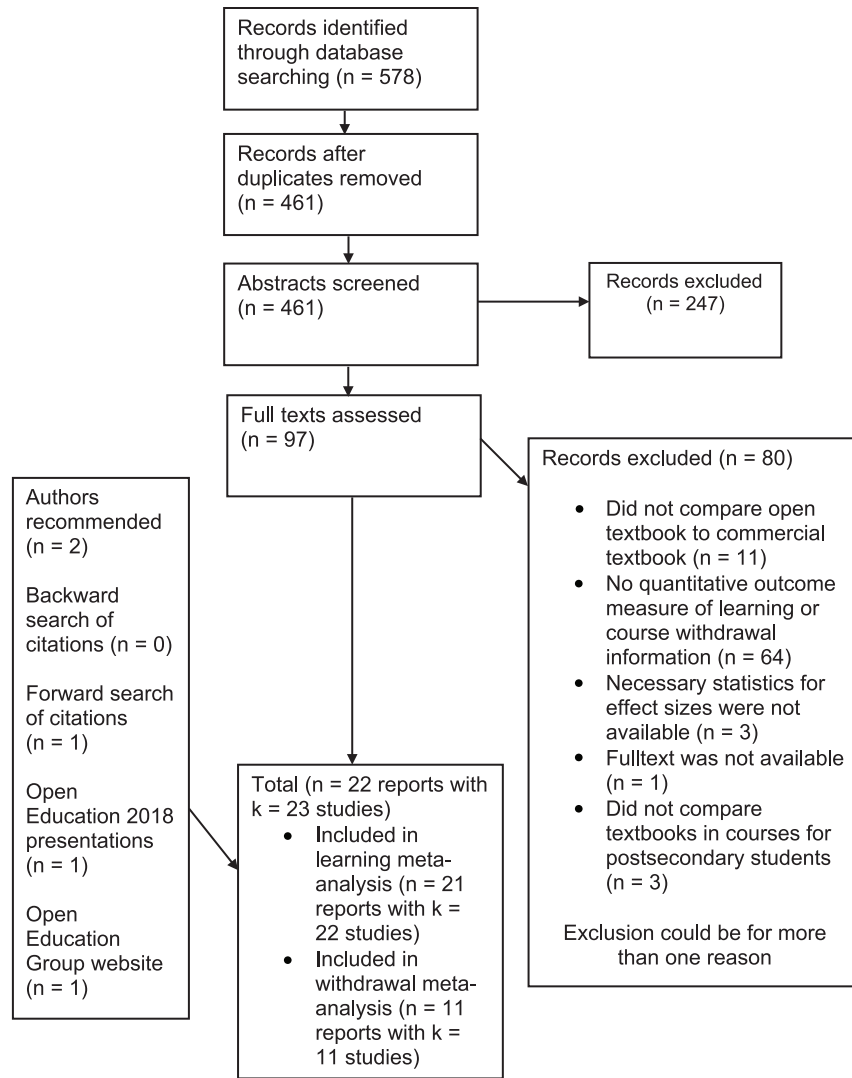 Records identified
through database
searching (n = 578)
Records after
duplicates removed
(n = 461)
Abstracts screened
(n = 461)
Records excluded
(n = 247)
Full texts assessed
(n = 97)
Records excluded (n = 80)
• Did not compare open
textbook to commercial
textbook (n = 11)
• No quantitative outcome
measure of learning or
course withdrawal
information (n = 64)
• Necessary statistics for
effect sizes were not
available (n = 3)
• Fulltext was not available
(n = 1)
• Did not compare
textbooks in courses for
postsecondary students
(n = 3)
Exclusion could be for more
than one reason
Authors
recommended
(n = 2)
Backward
search of
citations (n = 0)
Forward search
of citations
(n = 1)
Open
Education 2018
presentations
(n = 1)
Open
Education
Group website
(n = 1)
Total (n = 22 reports with
k = 23 studies)
• Included in
learning meta-
analysis (n = 21
reports with k =
22 studies)
• Included in
withdrawal meta-
analysis (n = 11
reports with k =
11 studies)